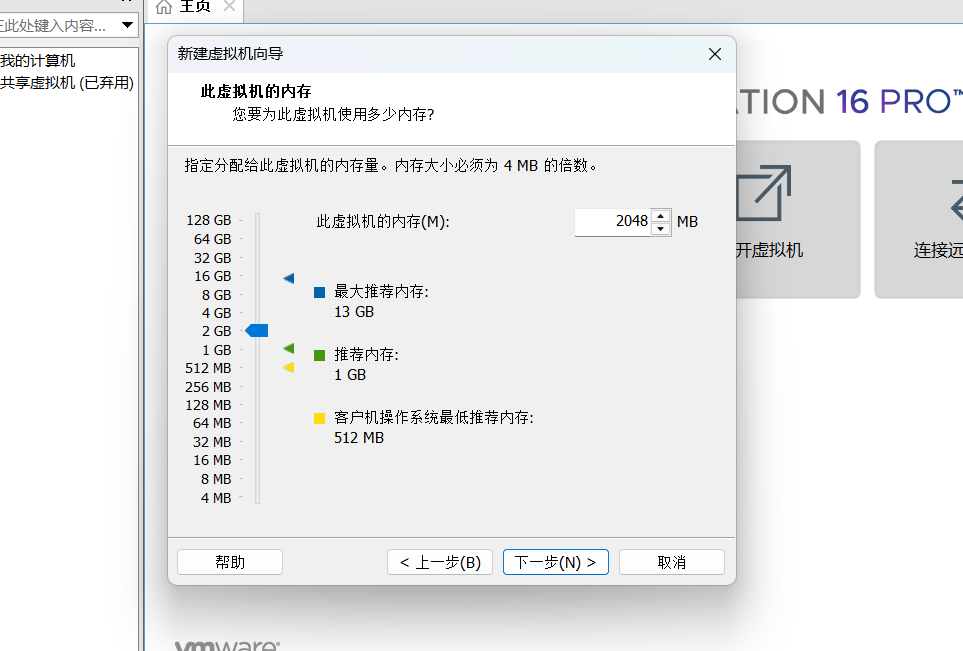 主页
此处键入内容...
我的计算机
共享虚拟机 (已弃用)
新建虚拟机向导
此虚拟机的内存
您要为此虚拟机使用多少内存?
指定分配给此虚拟机的内存量。内存大小必须为 4 MB 的倍数。
此虚拟机的内存(M):
2048
MB
128 GB
64 GB
32 GB
16 GB
8 GB
4 GB
2 GB
1 GB
512 MB
256 MB
128 MB
64 MB
32 MB
16 MB
8 MB
4 MB
最大推荐内存:
13 GB
推荐内存:
1 GB
客户机操作系统最低推荐内存:
512 MB
帮助
< 上一步(B)
下一步(N) >
取消
TION 16 PRO™
开虚拟机
连接远
vmware